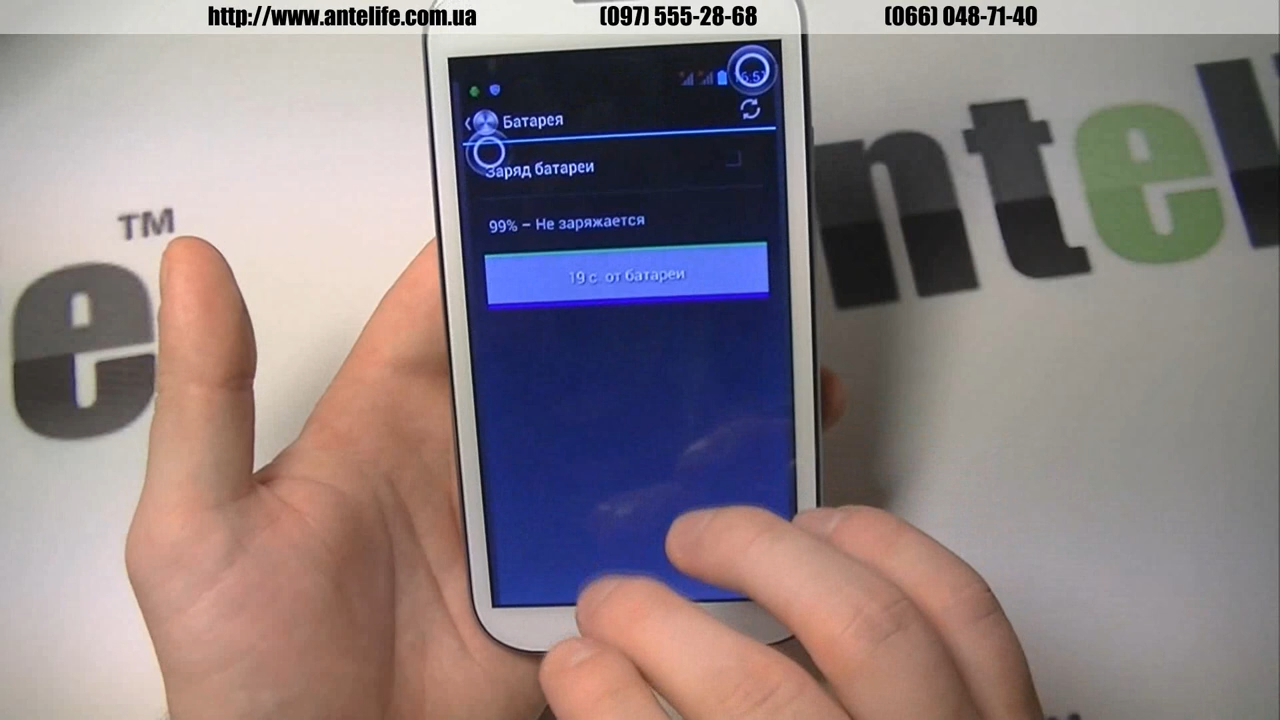 http://www.antelife.com.ua
(097) 555-28-68
(066) 048-71-40
Батарея
Заряд батареи
99% – Не заряжается
19 с. от батареи
TM
e
ntel